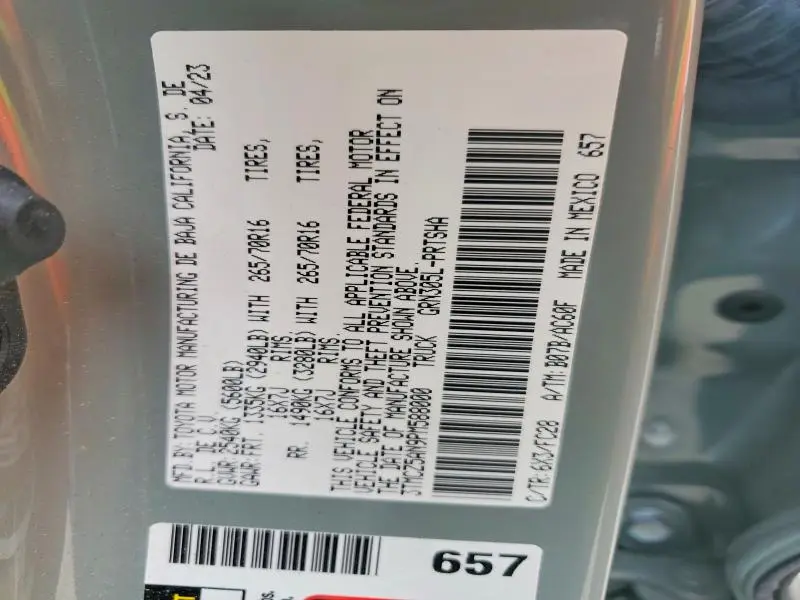 MFD. BY: TOYOTA MOTOR MANUFACTURING DE BAJA CALIFORNIA, S. DE
R.L. DE C.V. DATE: 04/23
GVWR: 2540KG (5600LB)
GAWR: FRT. 1335KG (2940LB) WITH 265/70R16 TIRES,
16X7J RIMS.
RR. 1490KG (3280LB) WITH 265/70R16 TIRES,
16X7J RIMS.
THIS VEHICLE CONFORMS TO ALL APPLICABLE FEDERAL MOTOR
VEHICLE SAFETY AND THEFT PREVENTION STANDARDS IN EFFECT ON
THE DATE OF MANUFACTURE SHOWN ABOVE.
3TMCZ5AN9PM588000 TRUCK GRN305L-PRTSHA
C/TR: 6X3/FC20 A/TM: B07B/AC60F MADE IN MEXICO 657
657